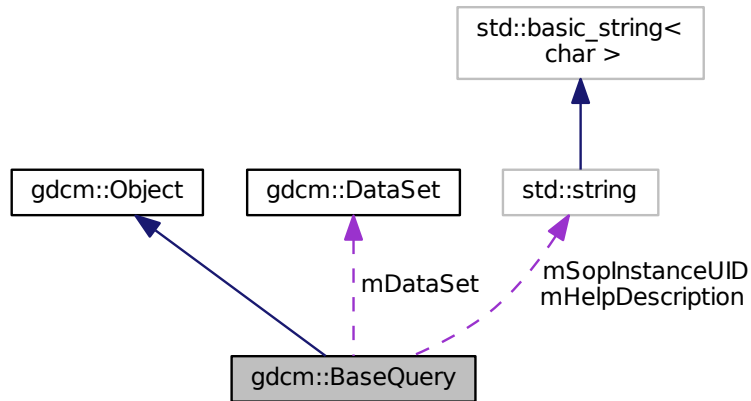 std::basic_string<
char >
gdcm::Object
gdcm::DataSet
std::string
mDataSet
mSopInstanceUID
mHelpDescription
gdcm::BaseQuery